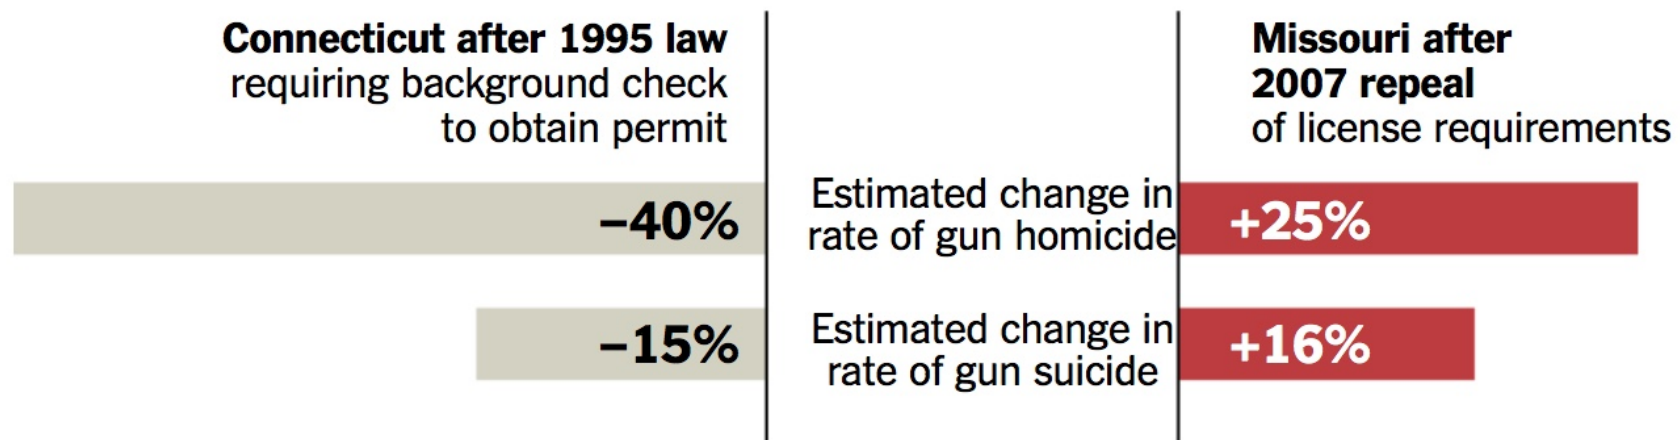 Connecticut after 1995 law
requiring background check
to obtain permit
Missouri after
2007 repeal
of license requirements
–40%
Estimated change in
rate of gun homicide
+25%
–15%
Estimated change in
rate of gun suicide
+16%